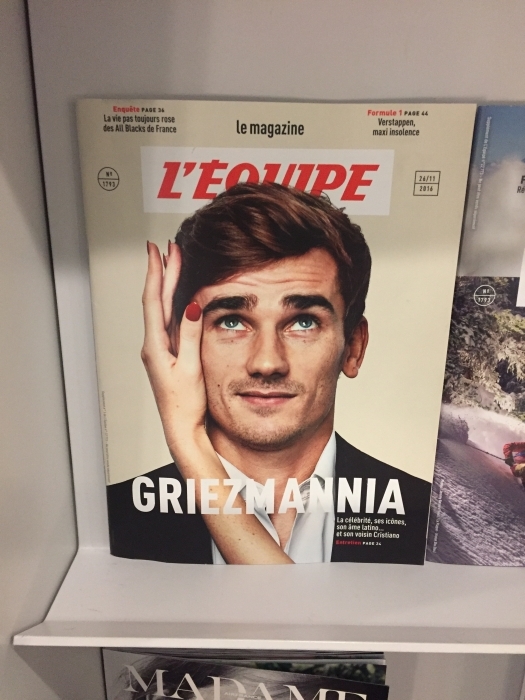 Enquête PAGE 36
La vie pas toujours rose
des All Blacks de France
le magazine
Formule 1 PAGE 44
Verstappen,
maxi insolence
L'ÉQUIPE
N°
1793
26/11
2016
GRIEZMANNIA
La célébrité, ses icônes,
son âme latino...
et son voisin Cristiano
Entretien PAGE 24
N°
1793
MADAME